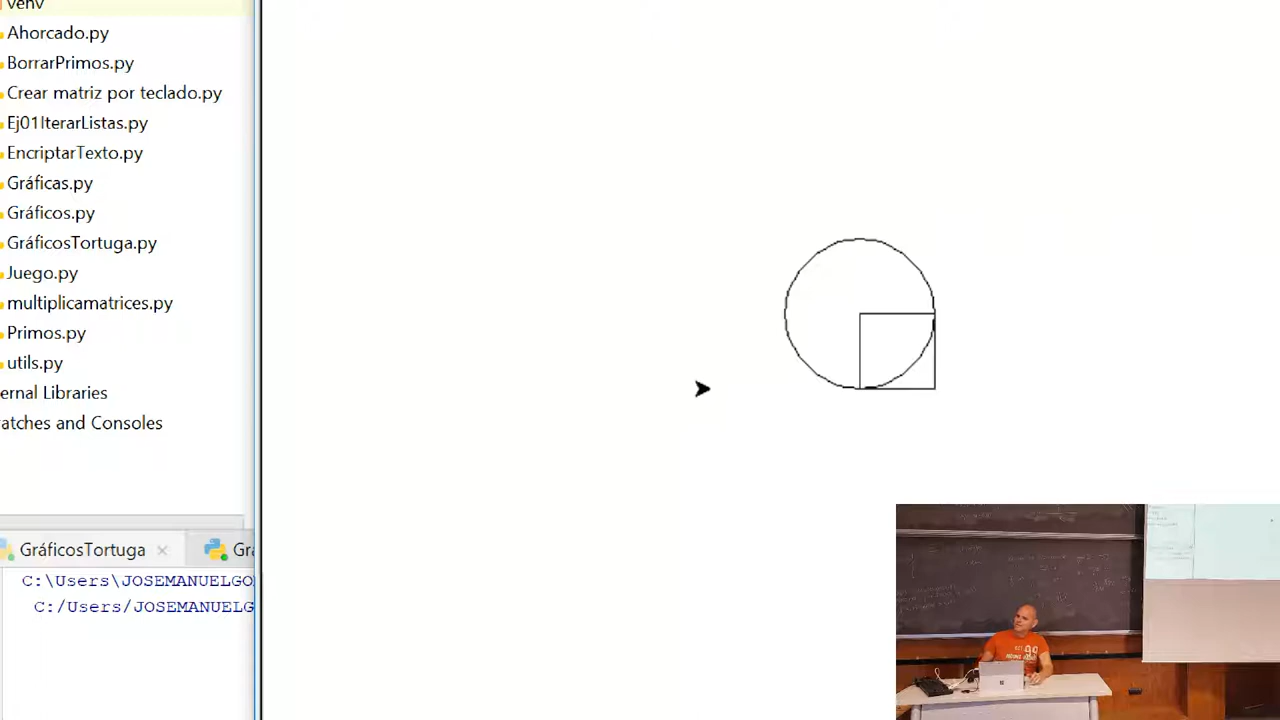 venv
Ahorcado.py
BorrarPrimos.py
Crear matriz por teclado.py
Ej01IterarListas.py
EncriptarTexto.py
Gráficas.py
Gráficos.py
GráficosTortuga.py
Juego.py
multiplicamatrices.py
Primos.py
utils.py
ernal Libraries
atches and Consoles
GráficosTortuga × Gr
C:\Users\JOSEMANUELGO
C:/Users/JOSEMANUELG